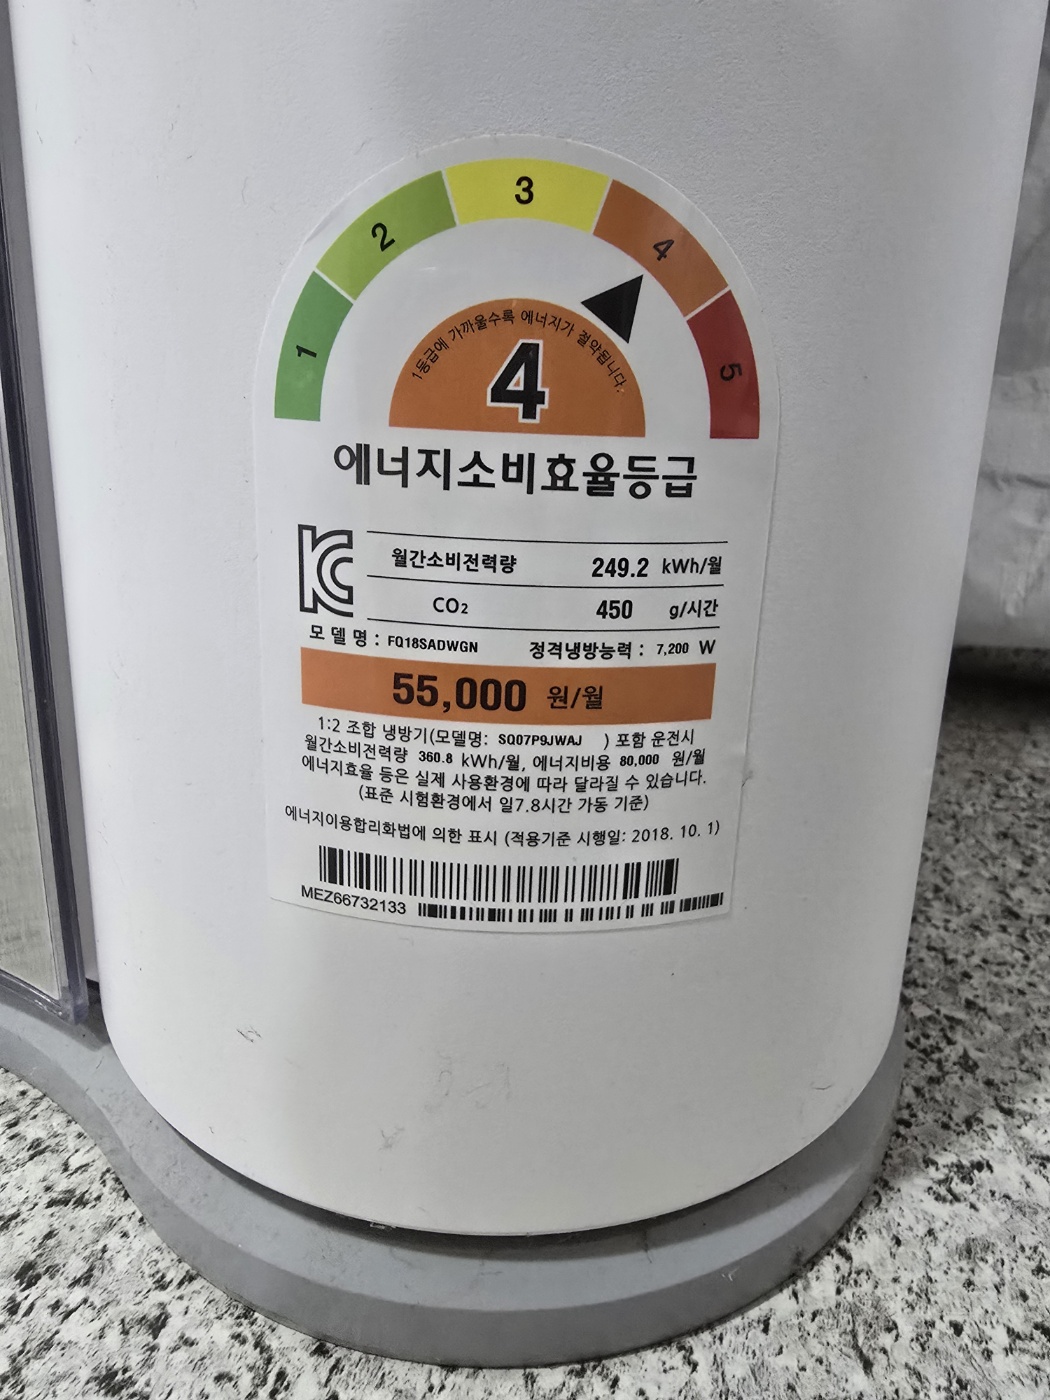 1 2 3 4 5
1등급에 가까울수록 에너지가 절약됩니다.
4
에너지소비효율등급
KC
월간소비전력량 249.2 kWh/월
CO₂ 450 g/시간
모 델 명 : FQ18SADWGN 정격냉방능력 : 7,200 W
55,000 원/월
1:2 조합 냉방기(모델명: SQ07P9JWAJ ) 포함 운전시
월간소비전력량 360.8 kWh/월, 에너지비용 80,000 원/월
에너지효율 등은 실제 사용환경에 따라 달라질 수 있습니다.
(표준 시험환경에서 일7.8시간 가동 기준)
에너지이용합리화법에 의한 표시 (적용기준 시행일: 2018. 10. 1)
MEZ66732133